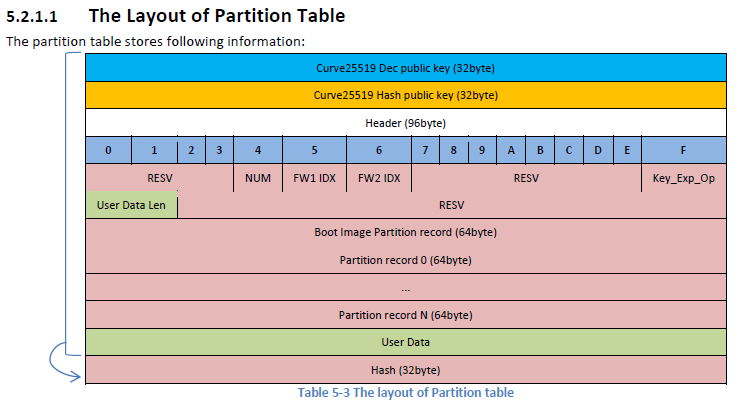 5.2.1.1 The Layout of Partition Table
The partition table stores following information:
Curve25519 Dec public key (32byte)
Curve25519 Hash public key (32byte)
Header (96byte)
0 1 2 3 4 5 6 7 8 9 A B C D E F
RESV NUM FW1 IDX FW2 IDX RESV Key_Exp_Op
User Data Len RESV
Boot Image Partition record (64byte)
Partition record 0 (64byte)
...
Partition record N (64byte)
User Data
Hash (32byte)
Table 5-3 The layout of Partition table